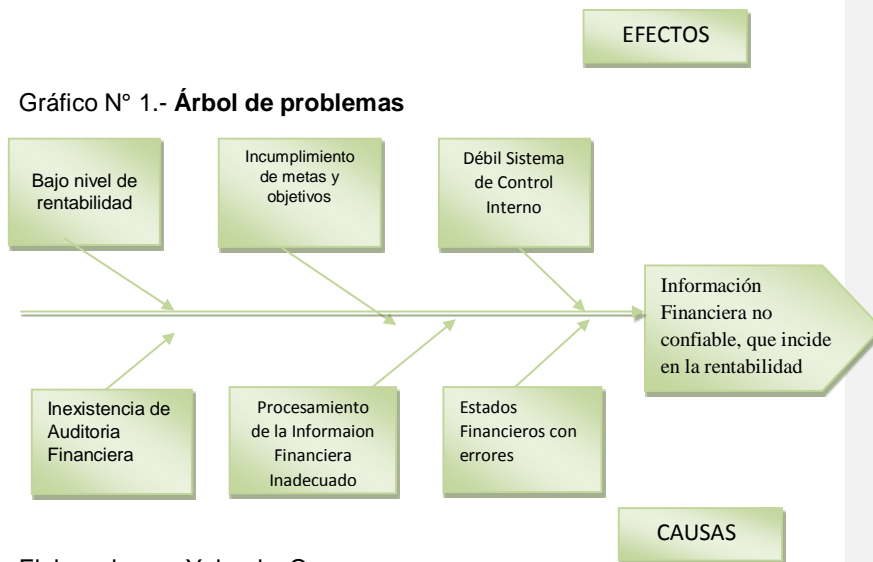 EFECTOS
Gráfico N° 1.- Árbol de problemas
Bajo nivel de
rentabilidad
Incumplimiento
de metas y
objetivos
Débil Sistema
de Control
Interno
Información
Financiera no
confiable, que incide
en la rentabilidad
Inexistencia de
Auditoria
Financiera
Procesamiento
de la Informaion
Financiera
Inadecuado
Estados
Financieros con
errores
CAUSAS